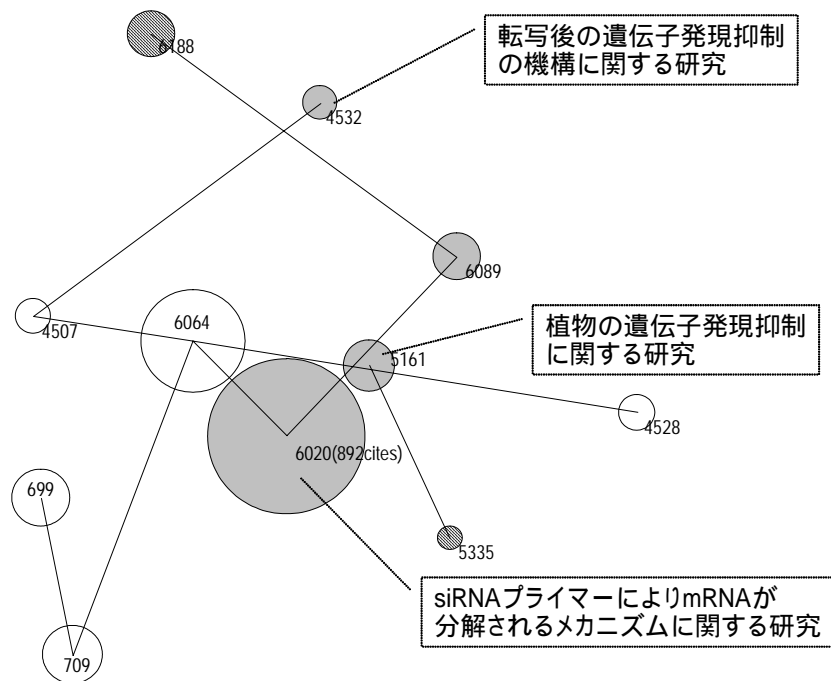 6188
転写後の遺伝子発現抑制
の機構に関する研究
4532
6089
4507
6064
植物の遺伝子発現抑制
に関する研究
5161
4528
6020(892cites)
699
5335
siRNAプライマーによりmRNAが
分解されるメカニズムに関する研究
709